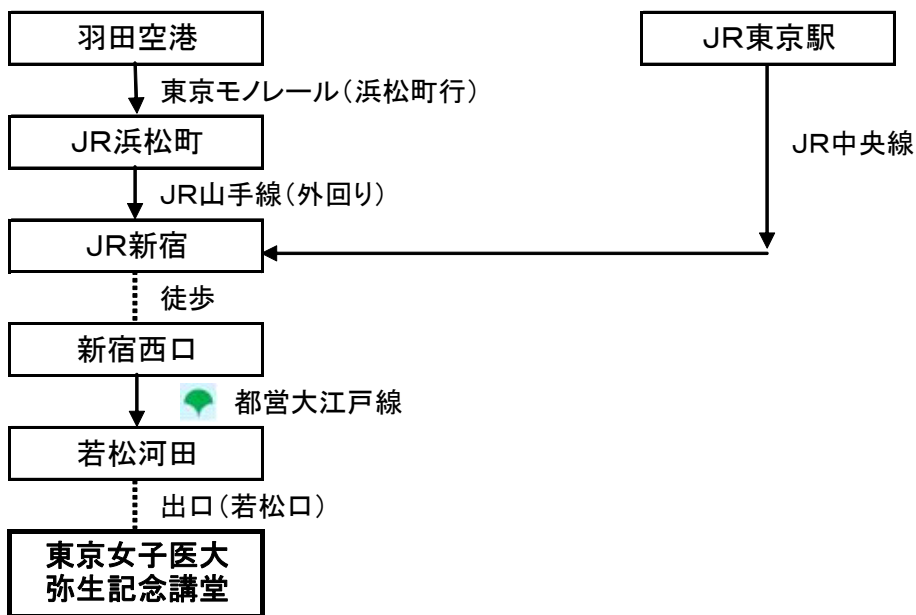 羽田空港
JR東京駅
東京モノレール(浜松町行)
JR浜松町
JR中央線
JR山手線(外回り)
JR新宿
徒歩
新宿西口
都営大江戸線
若松河田
出口(若松口)
東京女子医大
弥生記念講堂